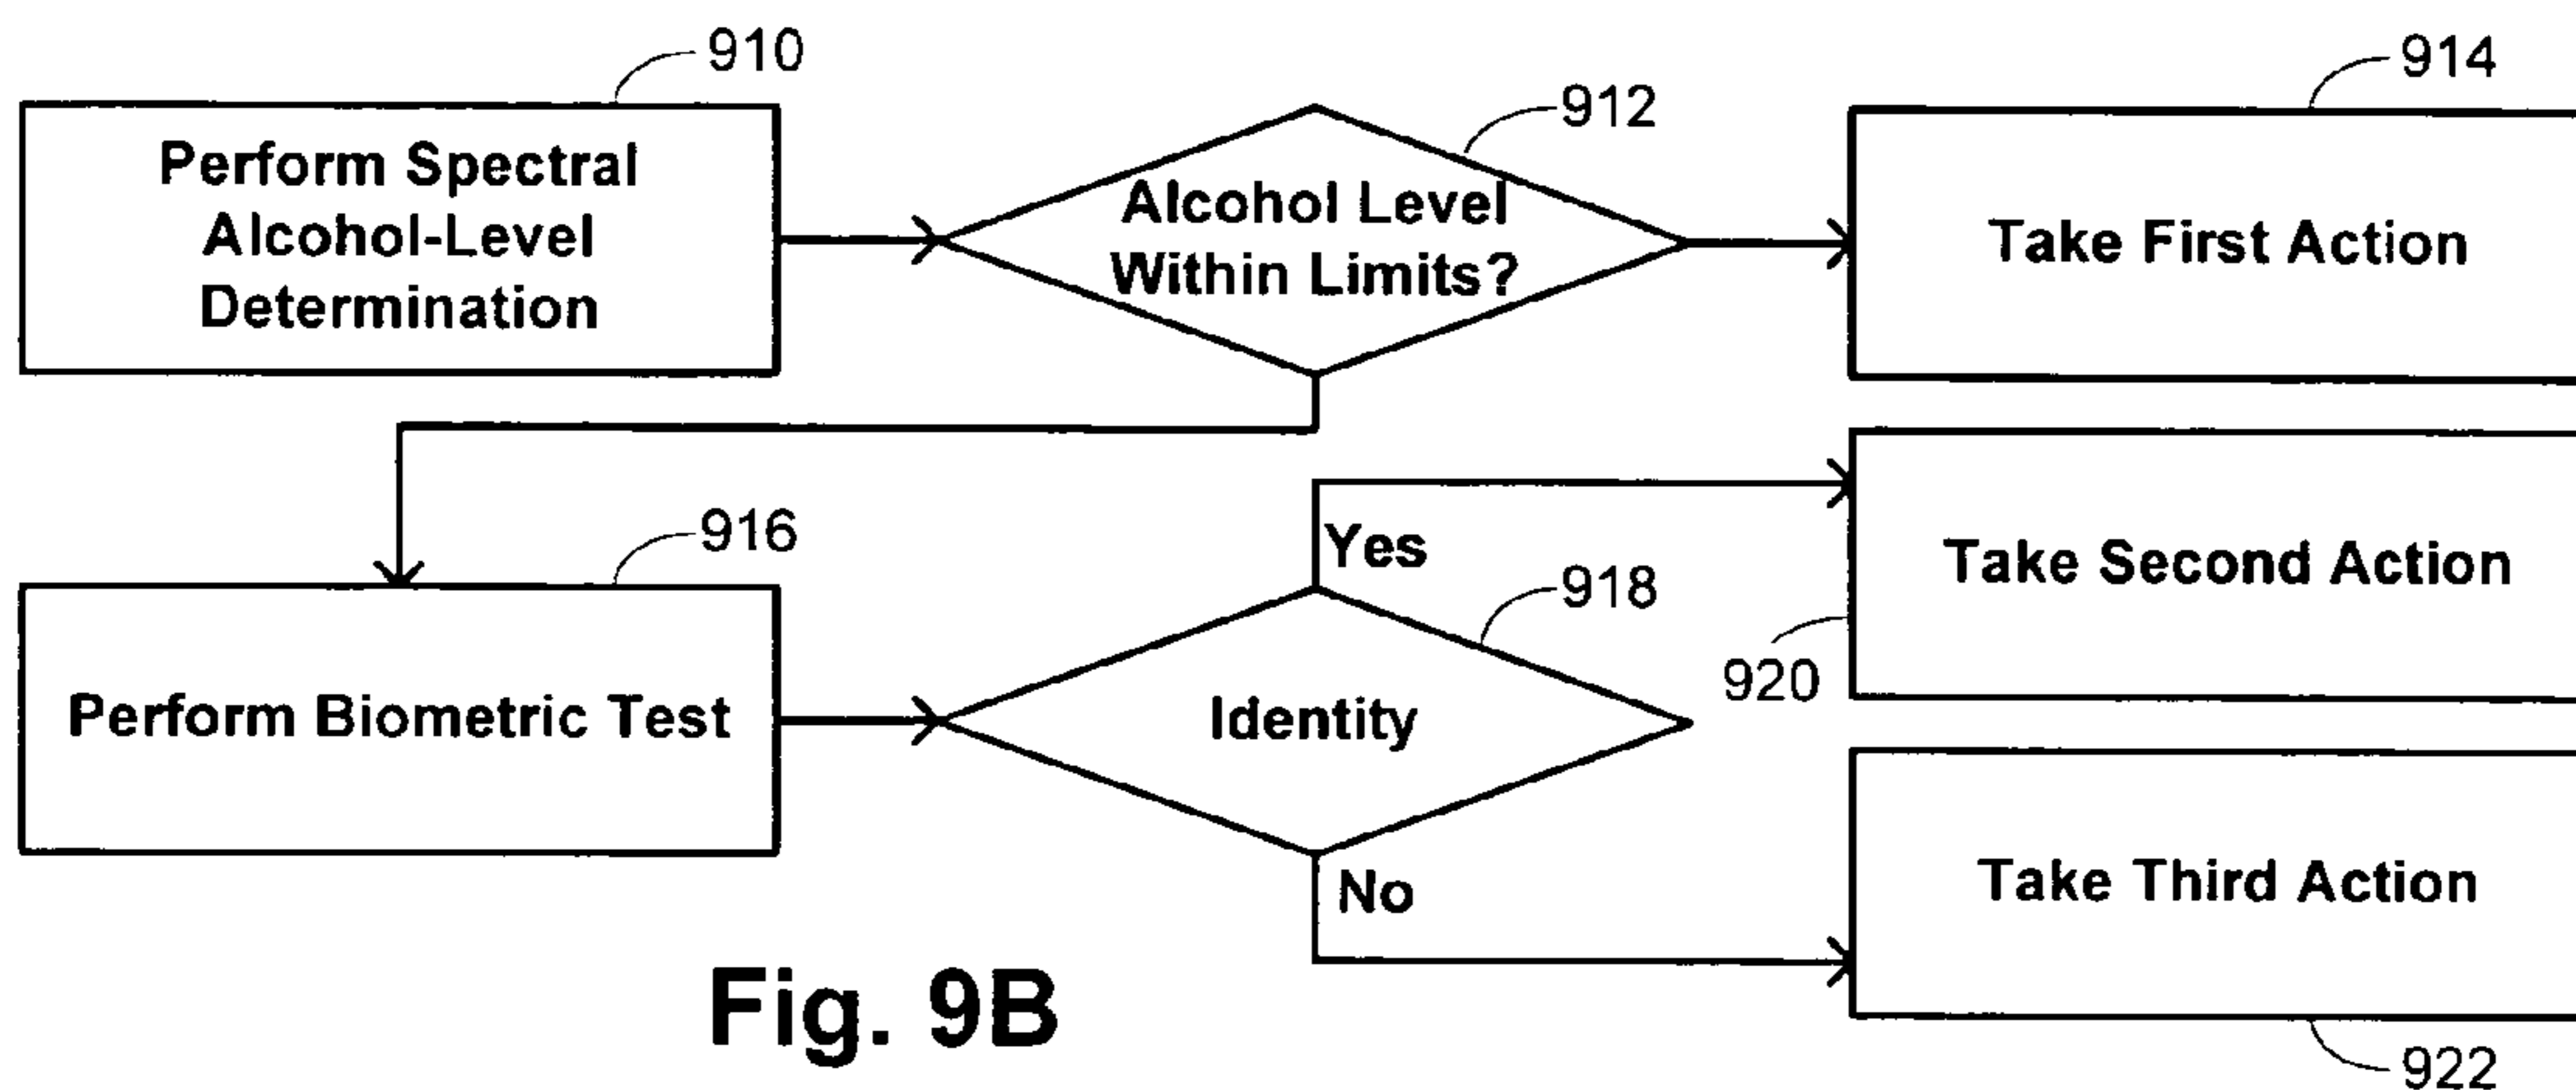 910
Perform Spectral
Alcohol-Level
Determination
912
Alcohol Level
Within Limits?
914
Take First Action
916
Perform Biometric Test
Yes
918
Identity
No
920
Take Second Action
Take Third Action
922
Fig. 9B